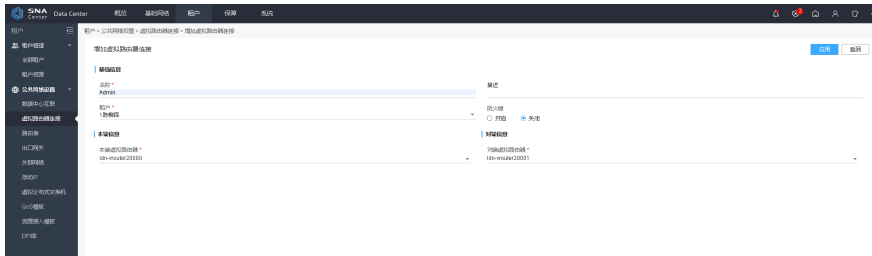 SNA Center Data Center 概览 基础网络 租户 保障 系统
租户 租户 > 公共网络设置 > 虚拟路由器连接 > 增加虚拟路由器连接
租户管理
增加虚拟路由器连接
应用 返回
全部租户
租户资源
基础信息
公共网络设置
名称 * 描述
Admin
数据中心互联
虚拟路由器连接
租户 * 防火墙
开启 关闭
路由表
本端信息 对端信息
出口网关
本端虚拟路由器 * 对端虚拟路由器 *
ldn-vrouter20000 ldn-vrouter20001
外部网络
浮动IP
虚拟分布式交换机
QoS模板
资源接入模板
DPI库